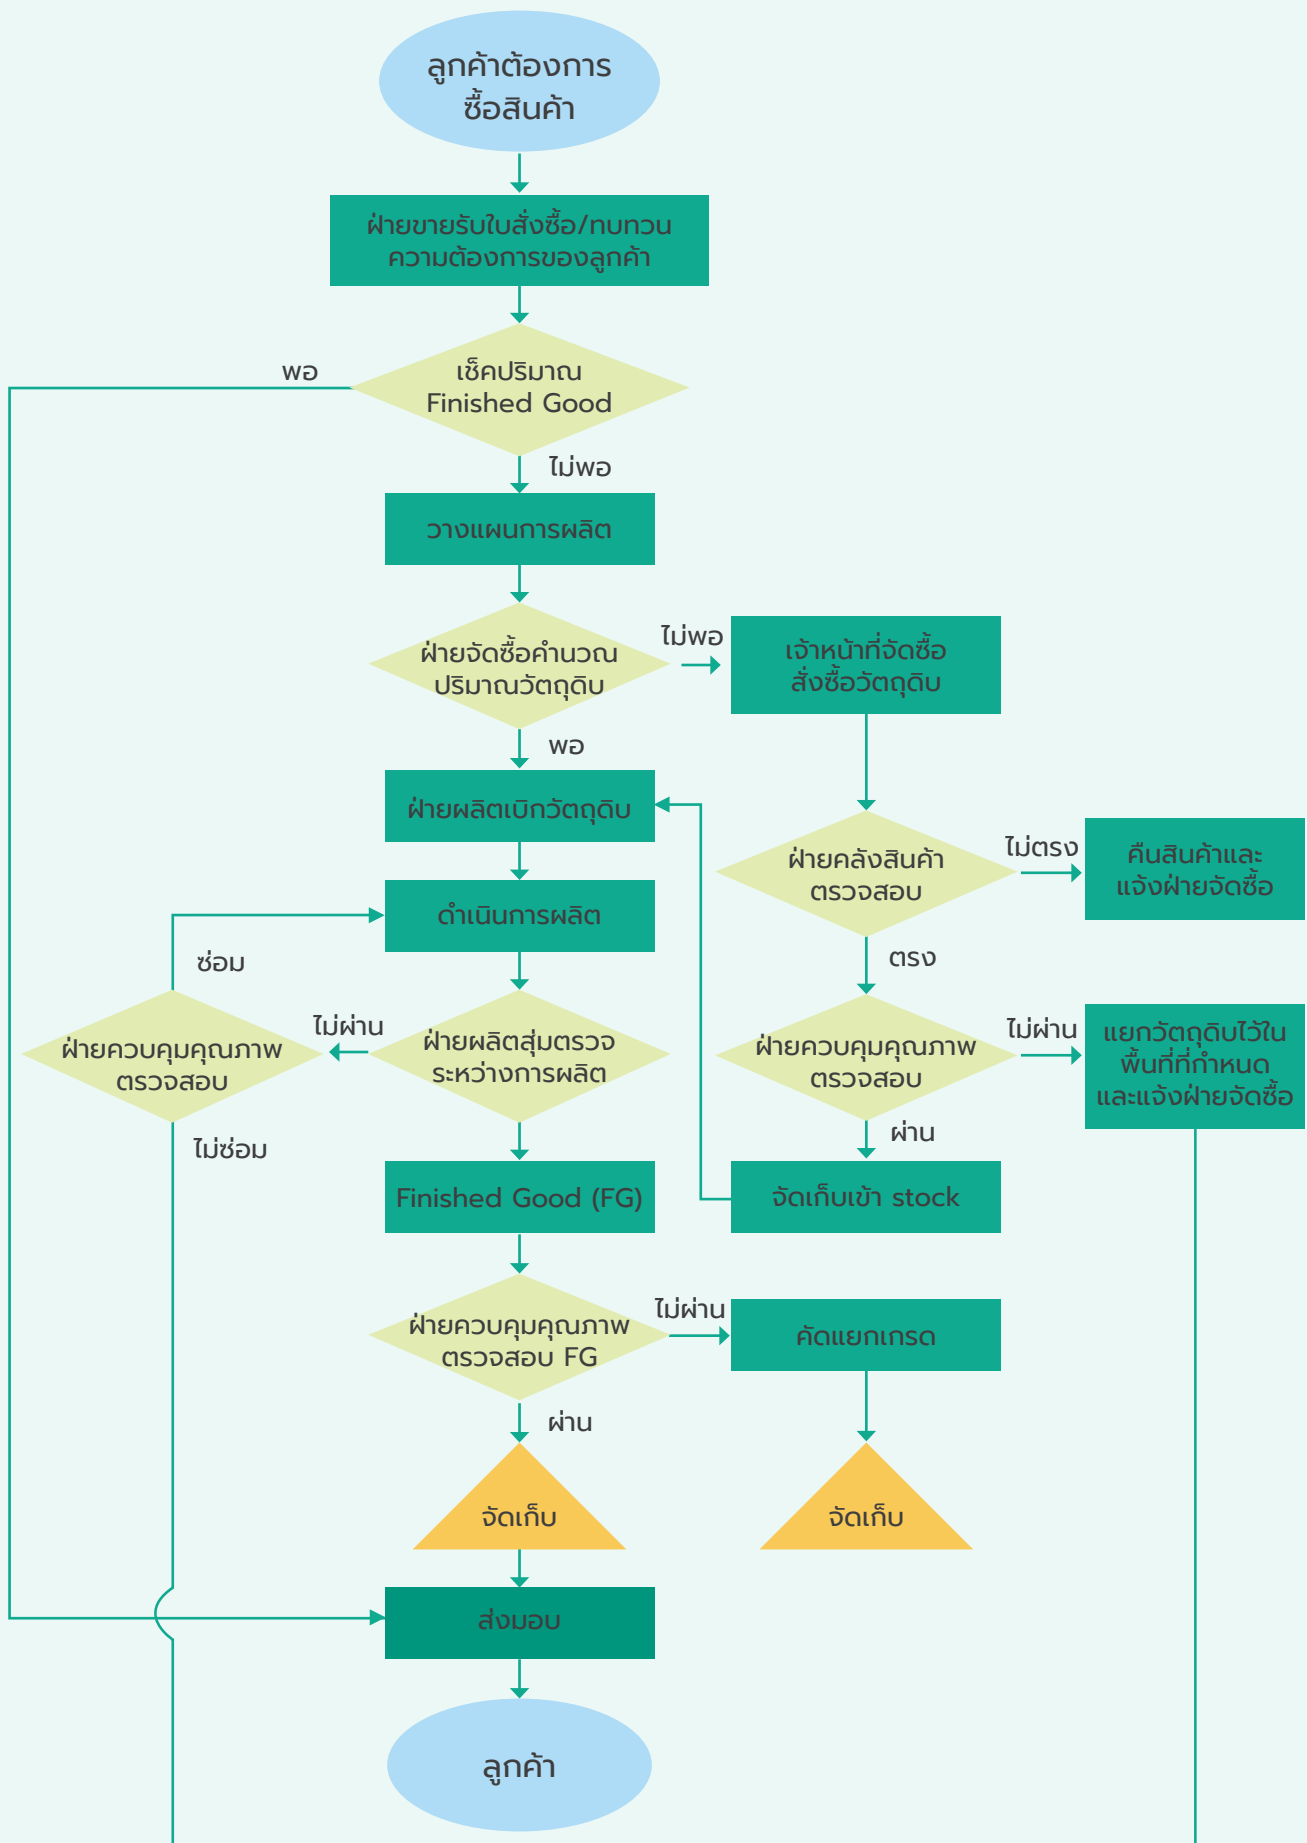 ลูกค้าต้องการ
ซื้อสินค้า
ฝ่ายขายรับใบสั่งซื้อ/ทบทวน
ความต้องการของลูกค้า
พอ
เช็คปริมาณ
Finished Good
ไม่พอ
วางแผนการผลิต
ฝ่ายจัดซื้อคำนวณ
ปริมาณวัตถุดิบ
ไม่พอ
เจ้าหน้าที่จัดซื้อ
สั่งซื้อวัตถุดิบ
พอ
ฝ่ายผลิตเบิกวัตถุดิบ
ฝ่ายคลังสินค้า
ตรวจสอบ
ไม่ตรง
คืนสินค้าและ
แจ้งฝ่ายจัดซื้อ
ดำเนินการผลิต
ซ่อม
ตรง
ฝ่ายควบคุมคุณภาพ
ตรวจสอบ
ไม่ผ่าน
ฝ่ายผลิตสุ่มตรวจ
ระหว่างการผลิต
ฝ่ายควบคุมคุณภาพ
ตรวจสอบ
ไม่ผ่าน
แยกวัตถุดิบไว้ใน
พื้นที่ที่กำหนด
และแจ้งฝ่ายจัดซื้อ
ไม่ซ่อม
ผ่าน
Finished Good (FG)
จัดเก็บเข้า stock
ฝ่ายควบคุมคุณภาพ
ตรวจสอบ FG
ไม่ผ่าน
คัดแยกเกรด
ผ่าน
จัดเก็บ
จัดเก็บ
ส่งมอบ
ลูกค้า